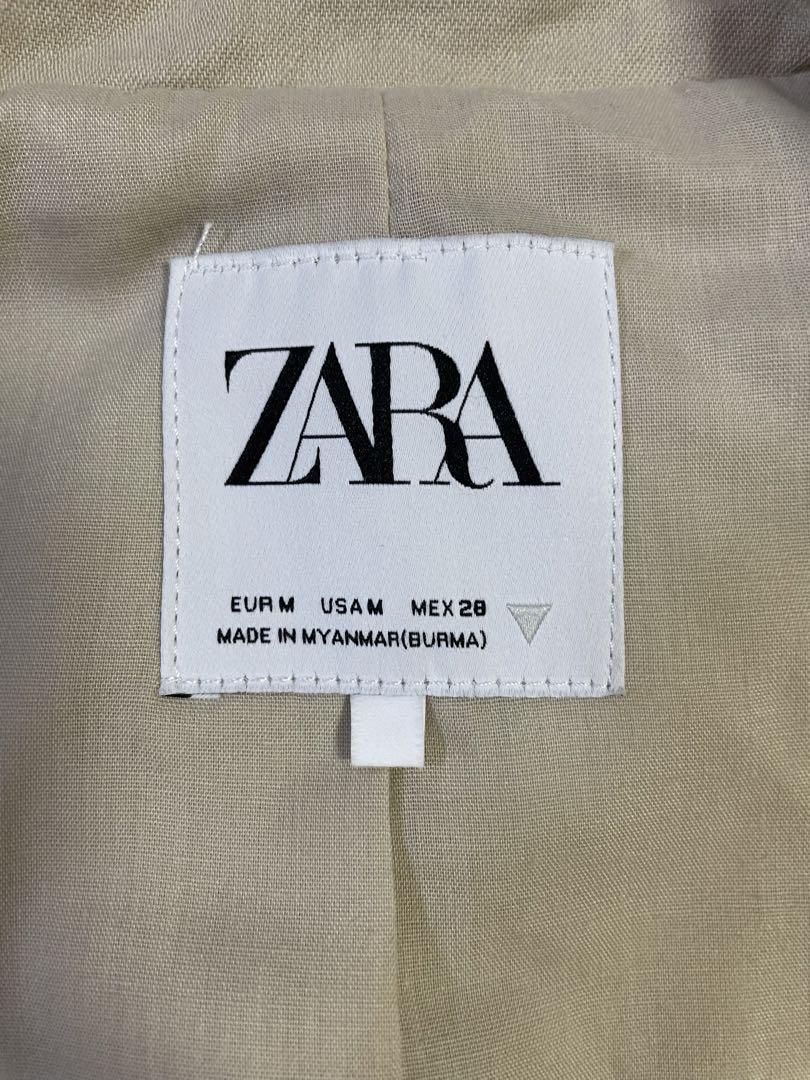 ZARA
EUR M USA M MEX 28
MADE IN MYANMAR(BURMA)